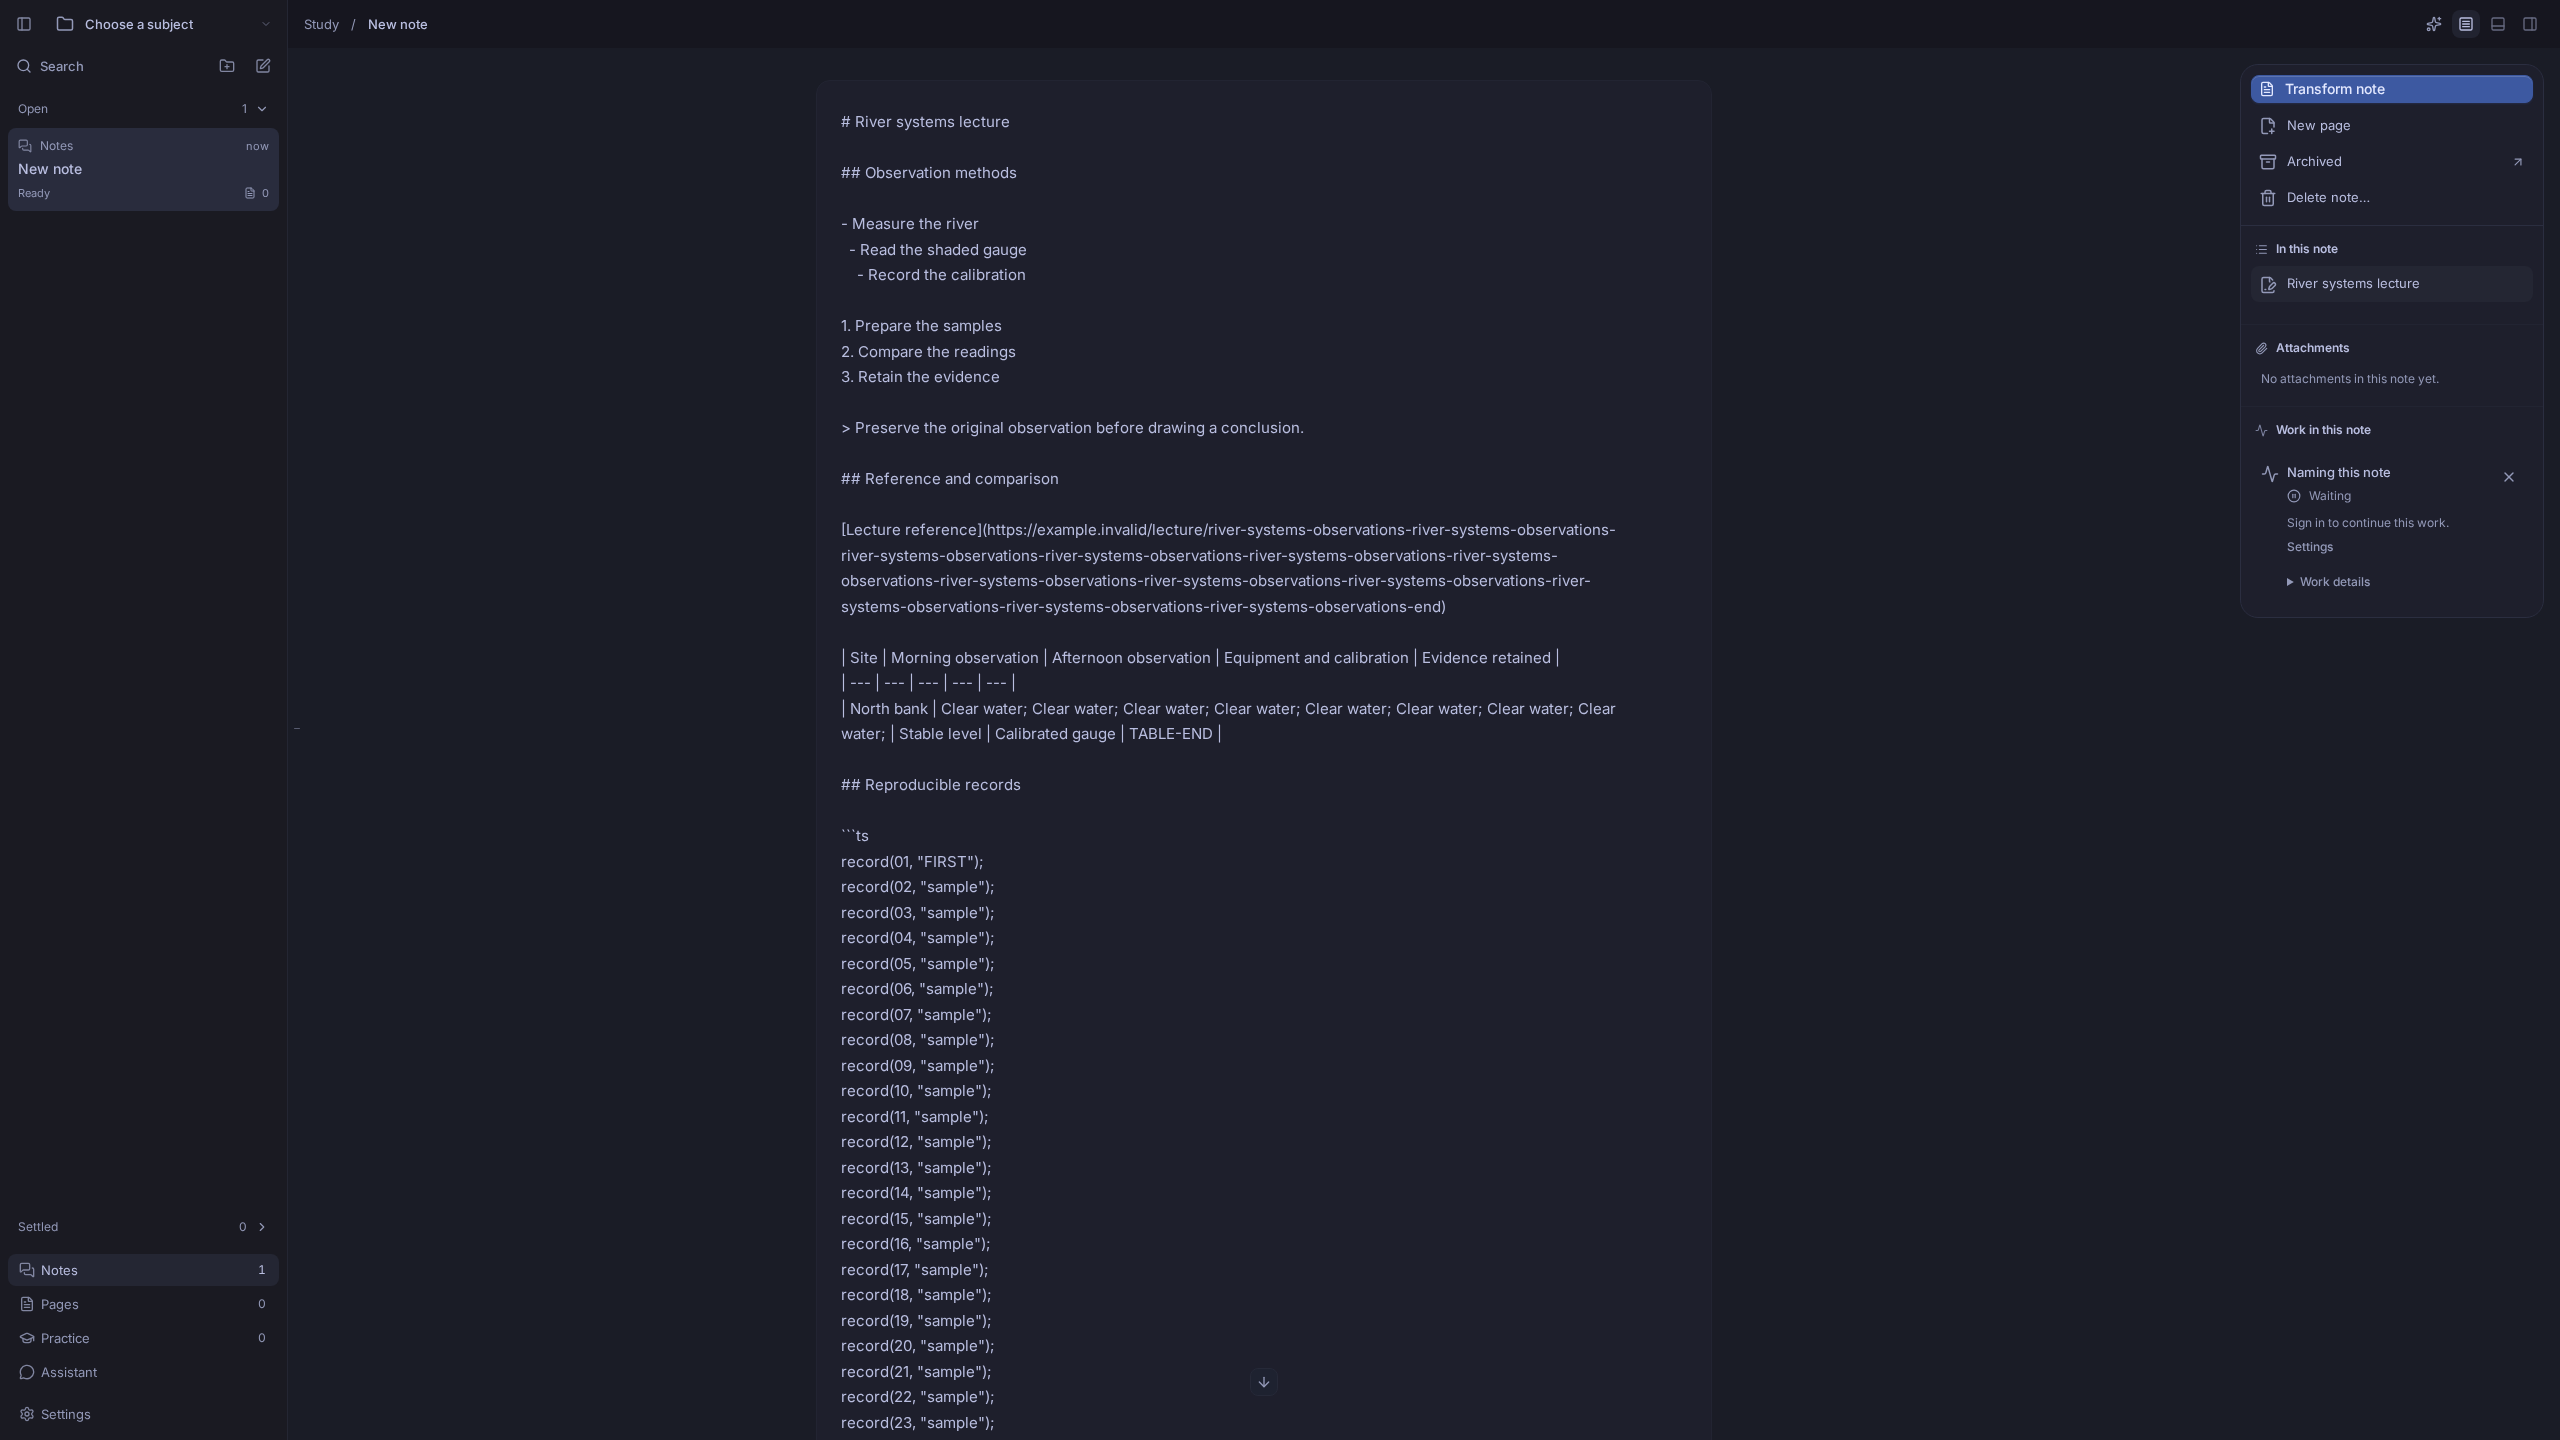 Choose a subject
Search
Open 1
Notes now
New note
Ready 0
Settled 0
Notes 1
Pages 0
Practice 0
Assistant
Settings
Study / New note
# River systems lecture
## Observation methods
- Measure the river
- Read the shaded gauge
- Record the calibration
1. Prepare the samples
2. Compare the readings
3. Retain the evidence
> Preserve the original observation before drawing a conclusion.
## Reference and comparison
[Lecture reference](https://example.invalid/lecture/river-systems-observations-river-systems-observations-
river-systems-observations-river-systems-observations-river-systems-observations-river-systems-
observations-river-systems-observations-river-systems-observations-river-systems-observations-river-
systems-observations-river-systems-observations-river-systems-observations-end)
| Site | Morning observation | Afternoon observation | Equipment and calibration | Evidence retained |
| --- | --- | --- | --- | --- |
| North bank | Clear water; Clear water; Clear water; Clear water; Clear water; Clear water; Clear water; Clear
water; | Stable level | Calibrated gauge | TABLE-END |
## Reproducible records
```ts
record(01, "FIRST");
record(02, "sample");
record(03, "sample");
record(04, "sample");
record(05, "sample");
record(06, "sample");
record(07, "sample");
record(08, "sample");
record(09, "sample");
record(10, "sample");
record(11, "sample");
record(12, "sample");
record(13, "sample");
record(14, "sample");
record(15, "sample");
record(16, "sample");
record(17, "sample");
record(18, "sample");
record(19, "sample");
record(20, "sample");
record(21, "sample");
record(22, "sample");
record(23, "sample");
Transform note
New page
Archived
Delete note...
In this note
River systems lecture
Attachments
No attachments in this note yet.
Work in this note
Naming this note
Waiting
Sign in to continue this work.
Settings
Work details